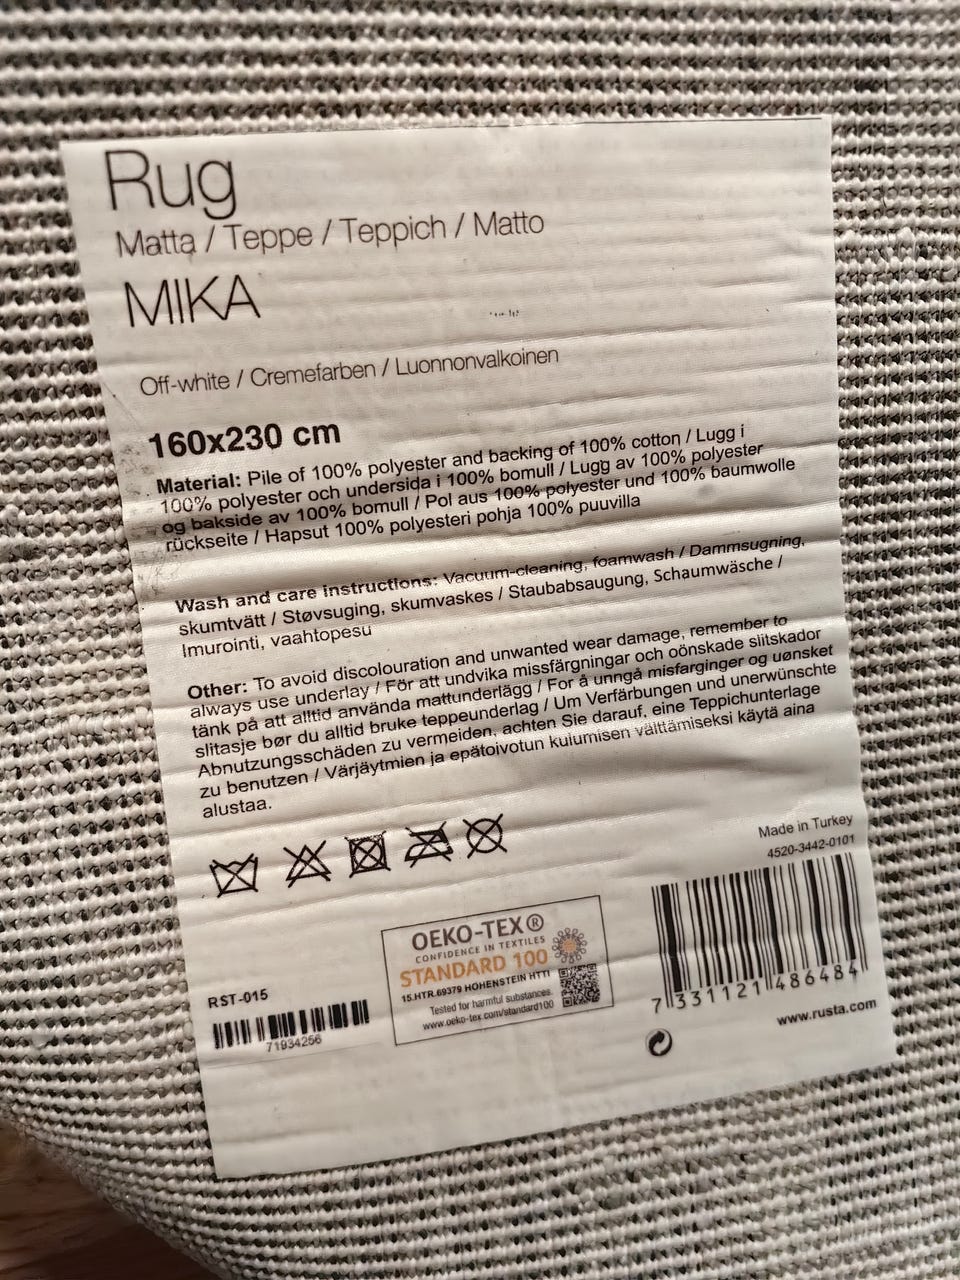 Rug
Matta / Teppe / Teppich / Matto
MIKA
Off-white / Cremefarben / Luonnonvalkoinen
160x230 cm
Material: Pile of 100% polyester and backing of 100% cotton / Lugg i
100% polyester och undersida i 100% bomull / Lugg av 100% polyester
og bakside av 100% bomull / Pol aus 100% polyester und 100% baumwolle
rückseite / Hapsut 100% polyesteri pohja 100% puuvilla
Wash and care instructions: Vacuum-cleaning, foamwash / Dammsugning,
skumtvätt / Støvsuging, skumvaskes / Staubabsaugung, Schaumwäsche /
Imurointi, vaahtopesu
Other: To avoid discolouration and unwanted wear damage, remember to
always use underlay / För att undvika missfärgningar och oönskade slitskador
tänk på att alltid använda mattunderlägg / For å unngå misfarginger og uønsket
slitasje bør du alltid bruke teppeunderlag / Um Verfärbungen und unerwünschte
Abnutzungsschäden zu vermeiden, achten Sie darauf, eine Teppichunterlage
zu benutzen / Värjäytmien ja epätoivotun kulumisen välttämiseksi käytä aina
alustaa.
Made in Turkey
4520-3442-0101
OEKO-TEX®
CONFIDENCE IN TEXTILES
STANDARD 100
15.HTR.69379 HOHENSTEIN HTTI
Tested for harmful substances.
www.oeko-tex.com/standard100
RST-015
71934256
7 331121 486484
www.rusta.com